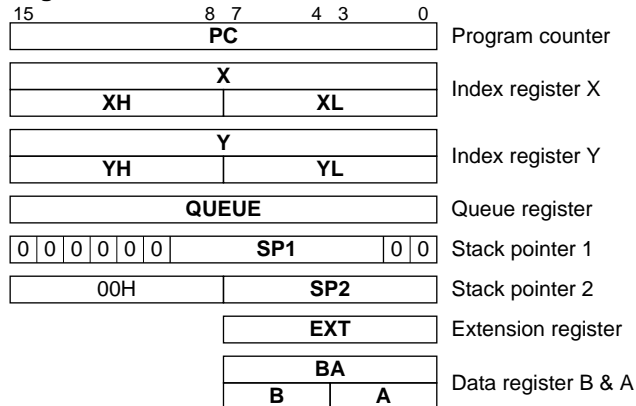 15 8 7 4 3 0
PC Program counter
X
Index register X
XH XL
Y
Index register Y
YH YL
QUEUE Queue register
0 0 0 0 0 0 SP1 0 0 Stack pointer 1
00H SP2 Stack pointer 2
EXT Extension register
BA
Data register B & A
B A